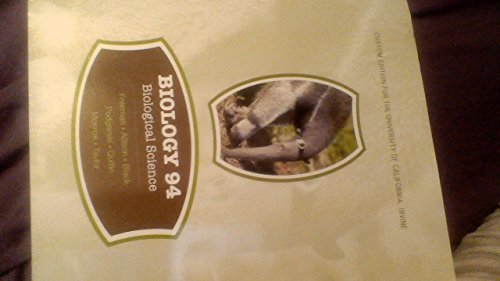 CUSTOM EDITION FOR THE UNIVERSITY OF CALIFORNIA, IRVINE
BIOLOGY 94
Biological Science
Freeman • Allison • Black
Podgorski • Quillin
Monroe • Taylor